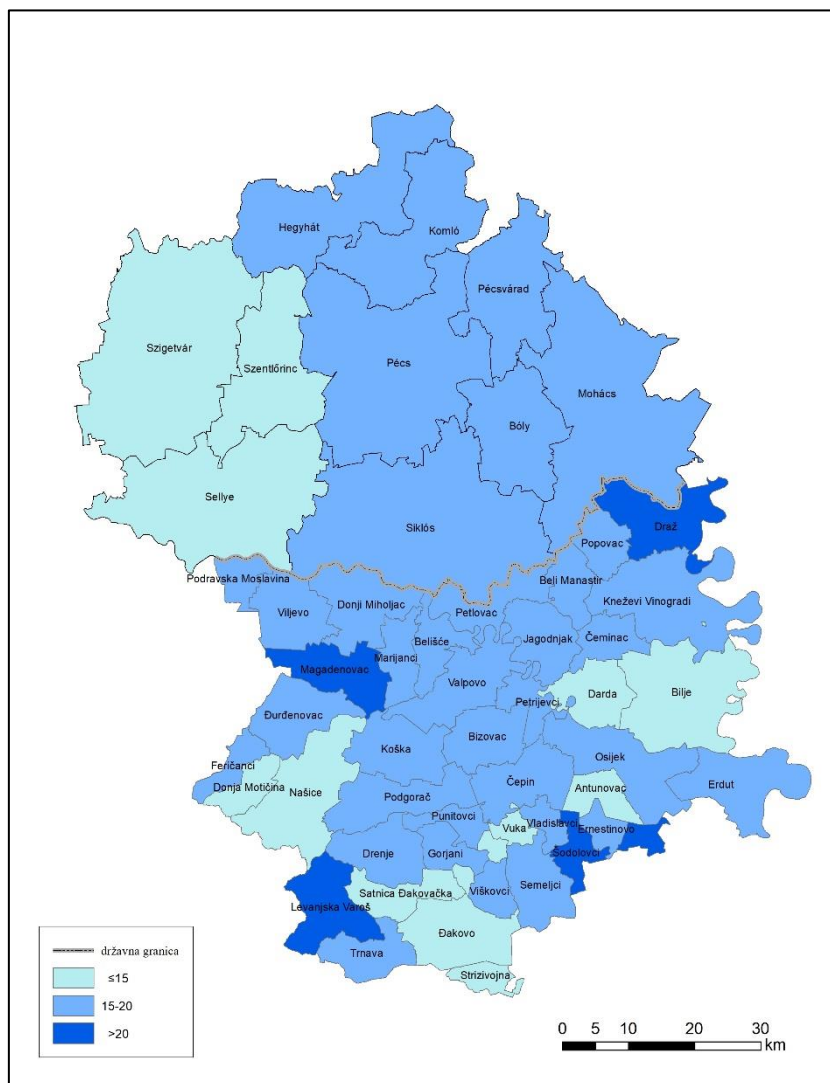 Hegyhát
Komló
Pécsvárad
Szigetvár
Szentlőrinc
Pécs
Mohács
Bóly
Sellye
Siklós
Draž
Popovac
Podravska Moslavina
Beli Manastir
Kneževi Vinogradi
Viljevo
Donji Miholjac
Petlovac
Belišće
Jagodnjak
Čeminac
Marijanci
Magadenovac
Valpovo
Darda
Bilje
Petrijevci
Đurđenovac
Koška
Bizovac
Osijek
Feričanci
Erdut
Donja Motičina
Našice
Čepin
Antunovac
Podgorač
Punitovci
Vuka
Vladislavci
Ernestinovo
Drenje
Gorjani
Šodolovci
Satnica Đakovačka
Viškovci
Semeljci
Levanjska Varoš
Đakovo
Trnava
Strizivojna
državna granica
≤15
15-20
>20
0 5 10 20 30
km